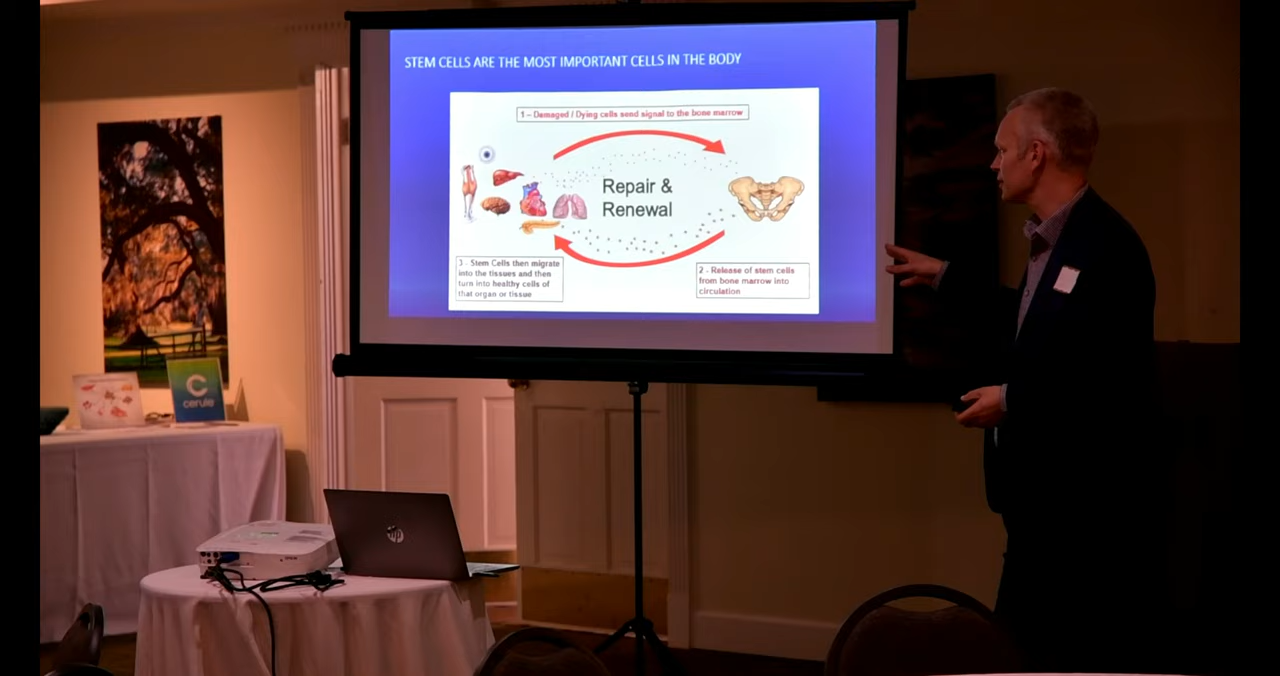 STEM CELLS ARE THE MOST IMPORTANT CELLS IN THE BODY
1 – Damaged / Dying cells send signal to the bone marrow
Repair &
Renewal
3 - Stem Cells then migrate
into the tissues and then
turn into healthy cells of
that organ or tissue
2 - Release of stem cells
from bone marrow into
circulation
C
cerule
hp